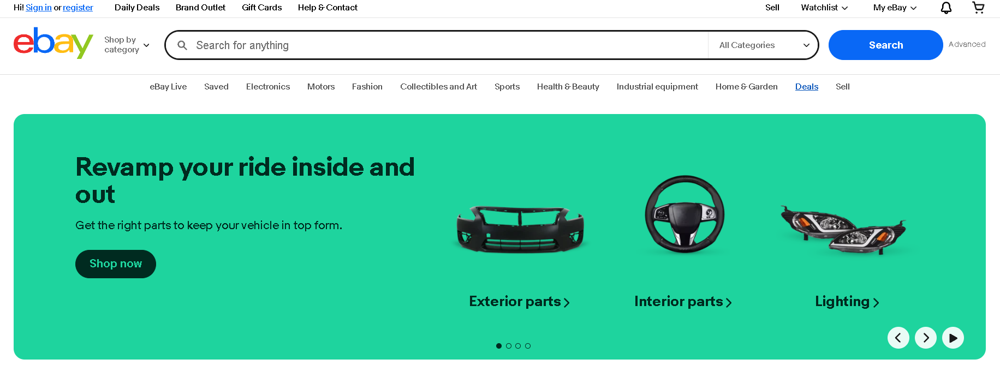 Hi! Sign in or register Daily Deals Brand Outlet Gift Cards Help & Contact Sell Watchlist My eBay
ebay
Shop by
category
Search for anything All Categories Search Advanced
eBay Live Saved Electronics Motors Fashion Collectibles and Art Sports Health & Beauty Industrial equipment Home & Garden Deals Sell
Revamp your ride inside and
out
Get the right parts to keep your vehicle in top form.
Shop now
Exterior parts Interior parts Lighting